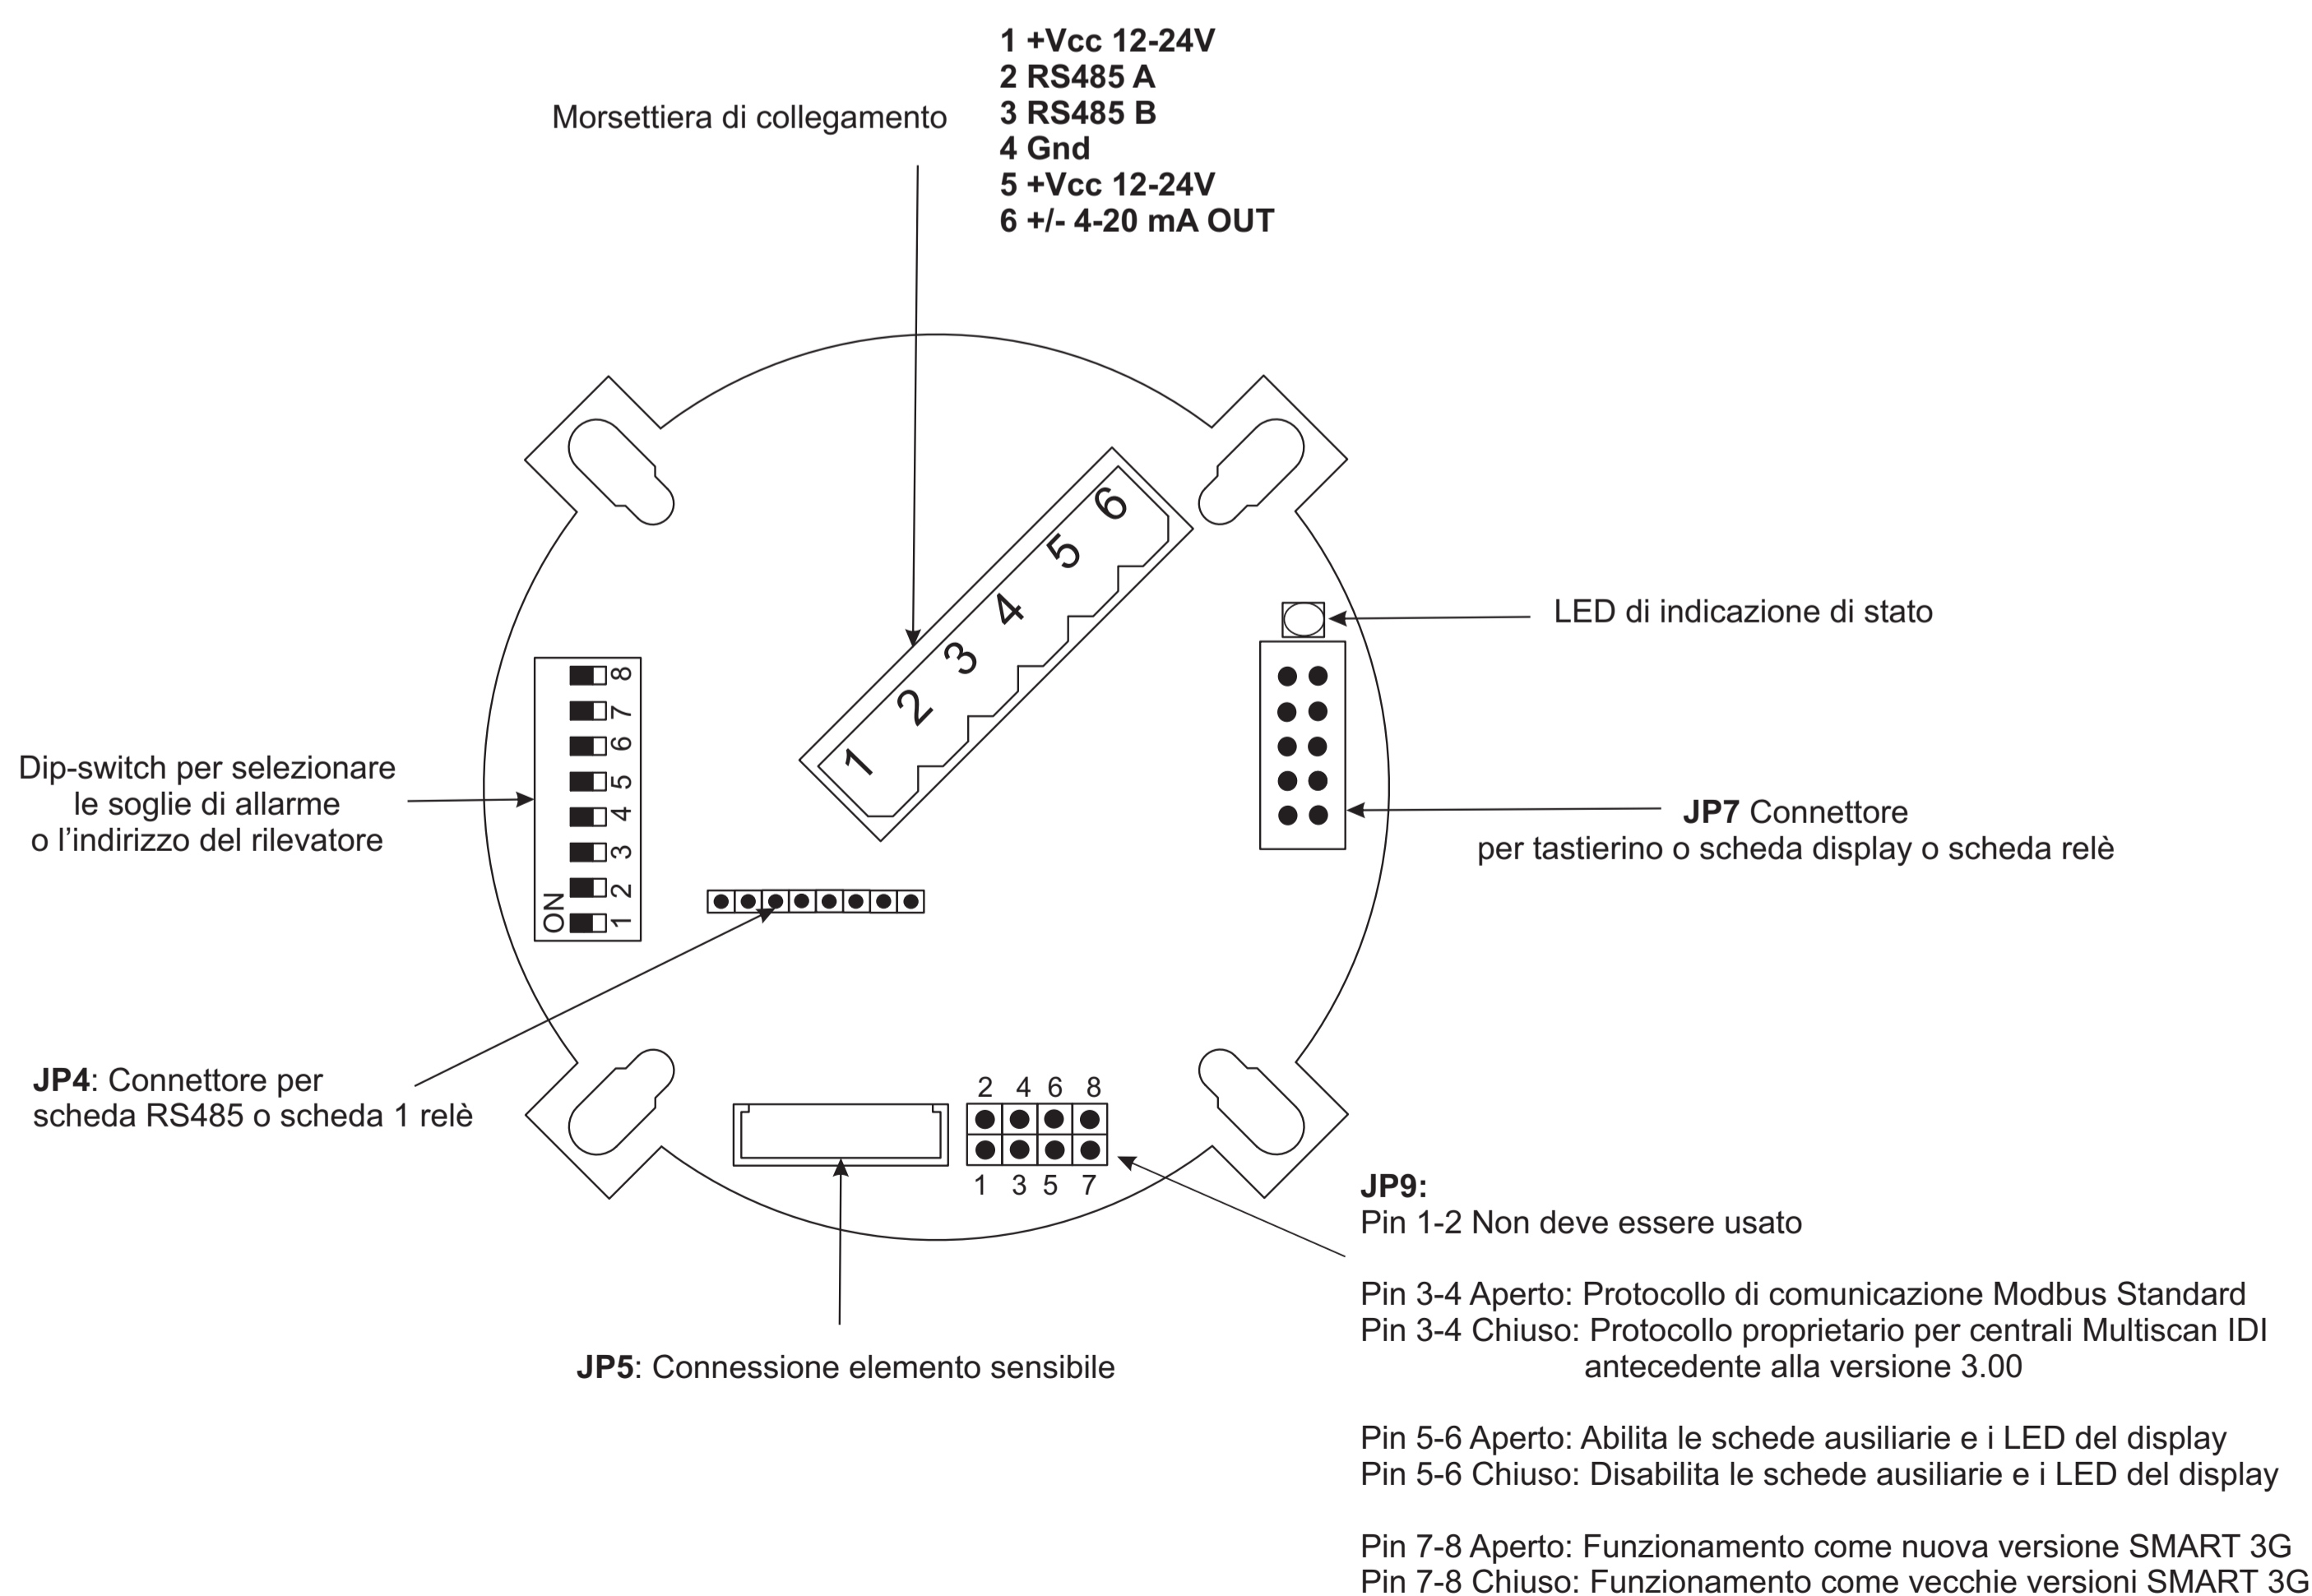 1 +Vcc 12-24V
2 RS485 A
3 RS485 B
4 Gnd
5 +Vcc 12-24V
6 +/- 4-20 mA OUT
Morsettiera di collegamento
6
5
4
3
2
1
LED di indicazione di stato
8
7
6
5
4
3
2
1
ON
Dip-switch per selezionare
le soglie di allarme
o l'indirizzo del rilevatore
JP7 Connettore
per tastierino o scheda display o scheda relè
JP4: Connettore per
scheda RS485 o scheda 1 relè
2 4 6 8
1 3 5 7
JP5: Connessione elemento sensibile
JP9:
Pin 1-2 Non deve essere usato
Pin 3-4 Aperto: Protocollo di comunicazione Modbus Standard
Pin 3-4 Chiuso: Protocollo proprietario per centrali Multiscan IDI
antecedente alla versione 3.00
Pin 5-6 Aperto: Abilita le schede ausiliarie e i LED del display
Pin 5-6 Chiuso: Disabilita le schede ausiliarie e i LED del display
Pin 7-8 Aperto: Funzionamento come nuova versione SMART 3G
Pin 7-8 Chiuso: Funzionamento come vecchie versioni SMART 3G